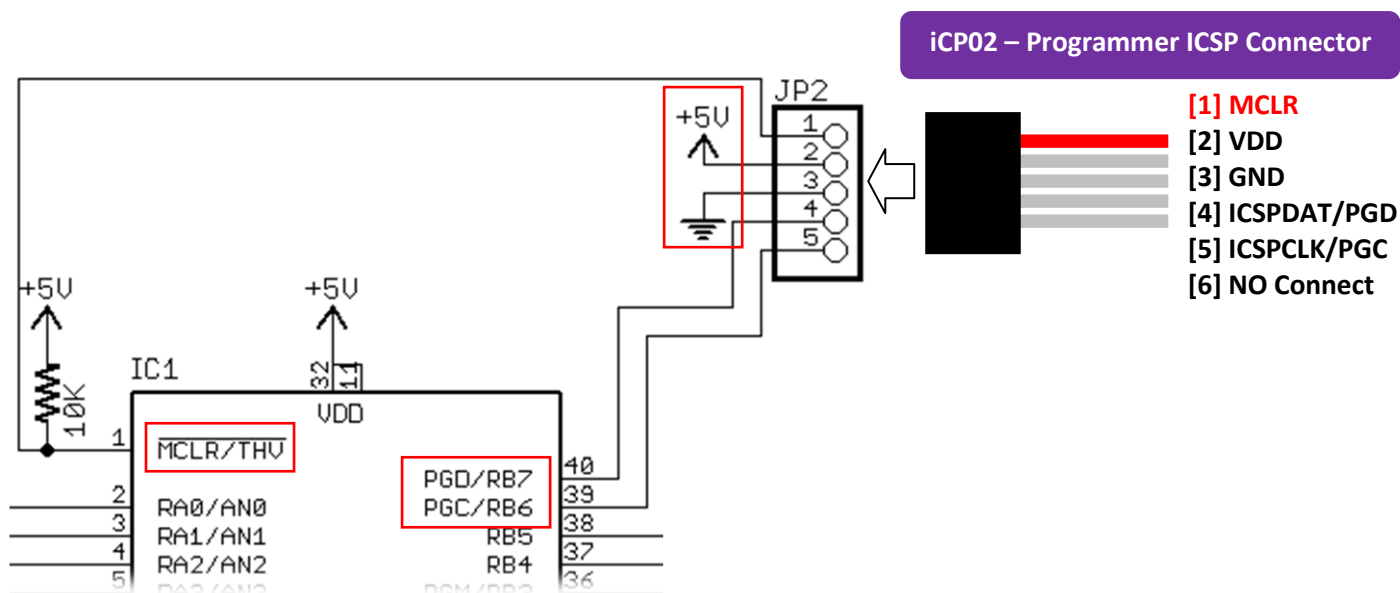 iCP02 – Programmer ICSP Connector
JP2
[1] MCLR
+5V
1
[2] VDD
2
[3] GND
3
[4] ICSPDAT/PGD
4
[5] ICSPCLK/PGC
5
[6] NO Connect
+5V
+5V
IC1
32
11
10K
VDD
1
MCLR/THV
40
PGD/RB7
2
39
RA0/AN0
PGC/RB6
3
38
RA1/AN1
RB5
4
37
RA2/AN2
RB4
5
36